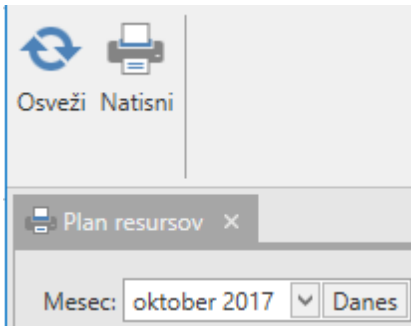 Osveži Natisni
Plan resursov
Mesec: oktober 2017 Danes